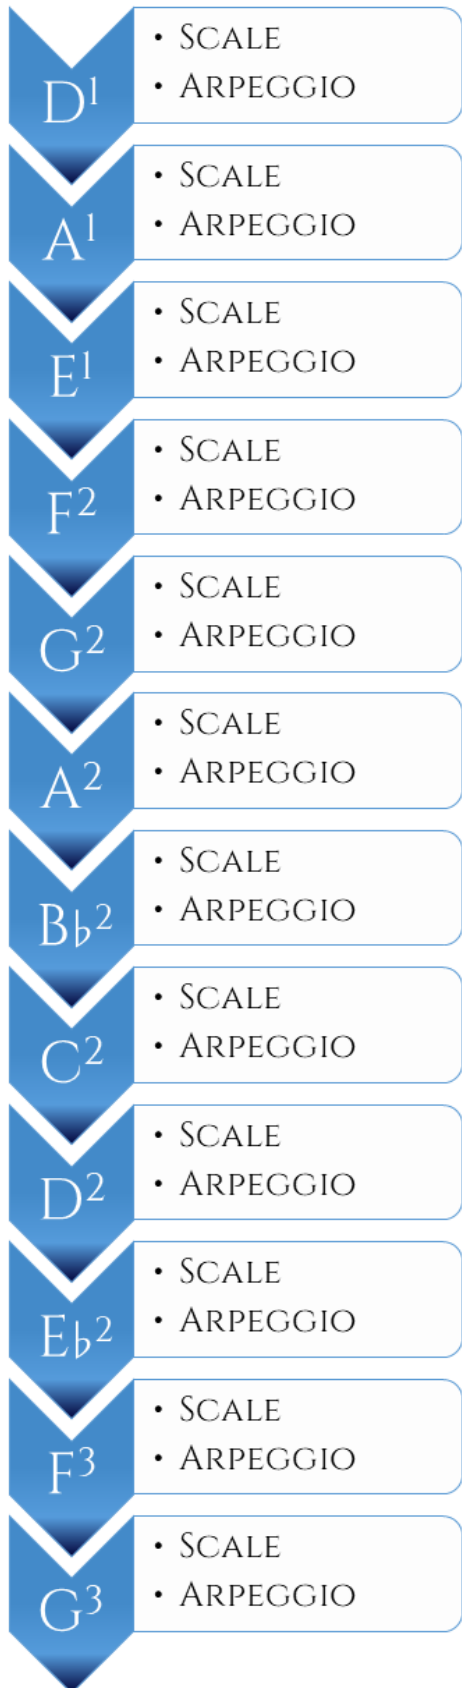 D¹
• Scale
• Arpeggio
A¹
• Scale
• Arpeggio
E¹
• Scale
• Arpeggio
F²
• Scale
• Arpeggio
G²
• Scale
• Arpeggio
A²
• Scale
• Arpeggio
B♭²
• Scale
• Arpeggio
C²
• Scale
• Arpeggio
D²
• Scale
• Arpeggio
E♭²
• Scale
• Arpeggio
F³
• Scale
• Arpeggio
G³
• Scale
• Arpeggio